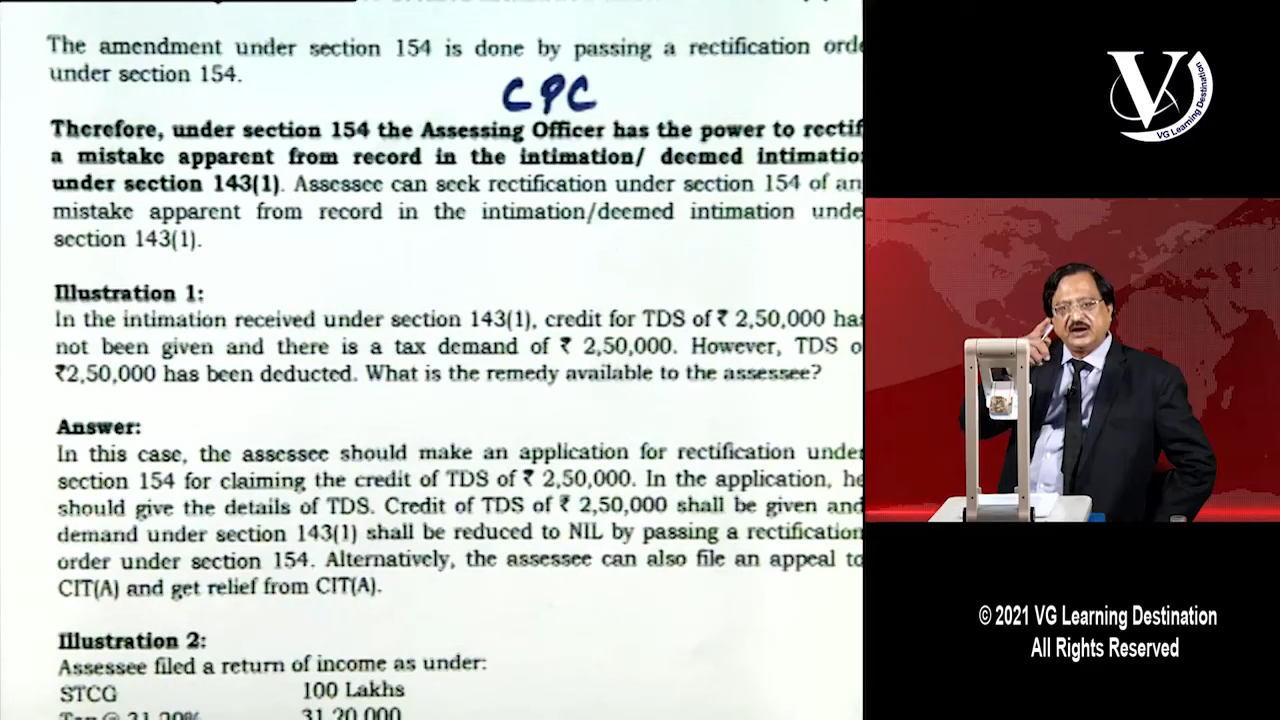 The amendment under section 154 is done by passing a rectification orde
under section 154.
CPC
Therefore, under section 154 the Assessing Officer has the power to rectif
a mistake apparent from record in the intimation/ deemed intimatio
under section 143(1). Assessee can seek rectification under section 154 of an
mistake apparent from record in the intimation/deemed intimation unde
section 143(1).
Illustration 1:
In the intimation received under section 143(1), credit for TDS of ₹ 2,50,000 ha
not been given and there is a tax demand of ₹ 2,50,000. However, TDS o
₹2,50,000 has been deducted. What is the remedy available to the assessee?
Answer:
In this case, the assessee should make an application for rectification unde
section 154 for claiming the credit of TDS of ₹ 2,50,000. In the application, he
should give the details of TDS. Credit of TDS of ₹ 2,50,000 shall be given and
demand under section 143(1) shall be reduced to NIL by passing a rectification
order under section 154. Alternatively, the assessee can also file an appeal to
CIT(A) and get relief from CIT(A).
Illustration 2:
Assessee filed a return of income as under:
STCG 100 Lakhs
Tax @ 31.20% 31,20,000
V
VG Learning Destination
© 2021 VG Learning Destination
All Rights Reserved